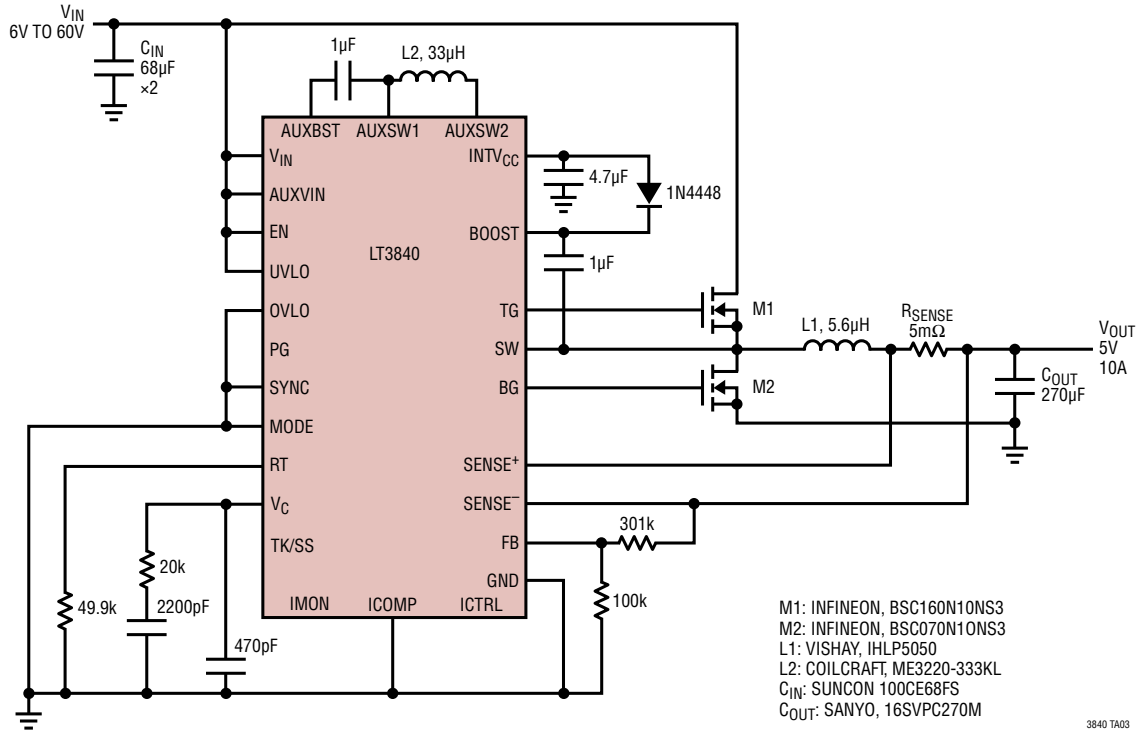 VIN
6V TO 60V
CIN
68µF
×2
1µF
L2, 33µH
AUXBST
AUXSW1
AUXSW2
VIN
AUXVIN
EN
UVLO
OVLO
PG
SYNC
MODE
RT
VC
TK/SS
LT3840
INTVCC
BOOST
TG
SW
BG
SENSE+
SENSE–
FB
GND
IMON
ICOMP
ICTRL
4.7µF
1N4448
1µF
M1
M2
L1, 5.6µH
RSENSE
5mΩ
VOUT
5V
10A
COUT
270µF
301k
100k
20k
2200pF
49.9k
470pF
M1: INFINEON, BSC160N10NS3
M2: INFINEON, BSC070N1ONS3
L1: VISHAY, IHLP5050
L2: COILCRAFT, ME3220-333KL
CIN: SUNCON 100CE68FS
COUT: SANYO, 16SVPC270M
3840 TA03